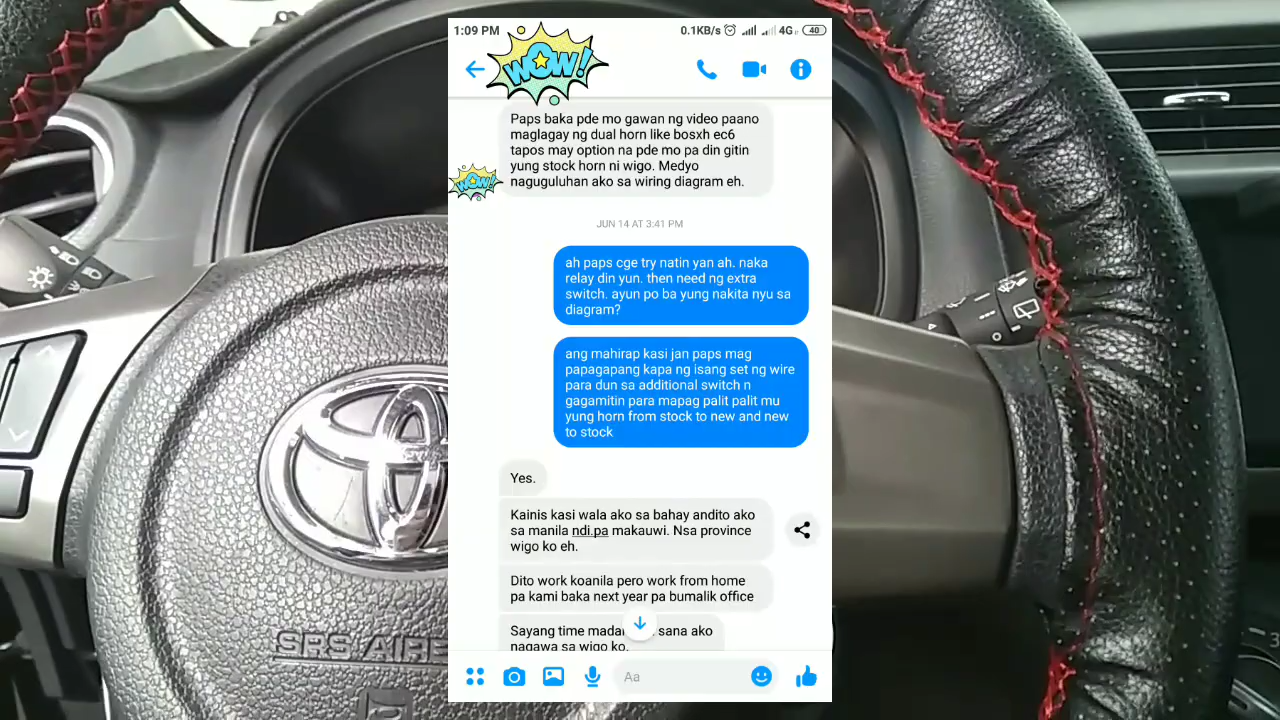 1:09 PM
0.1KB/s
4G
40
WOW!
Paps baka pde mo gawan ng video paano
maglagay ng dual horn like bosxh ec6
tapos may option na pde mo pa din gitin
yung stock horn ni wigo. Medyo
naguguluhan ako sa wiring diagram eh.
WOW!
JUN 14 AT 3:41 PM
ah paps cge try natin yan ah. naka
relay din yun. then need ng extra
switch. ayun po ba yung nakita nyu sa
diagram?
ang mahirap kasi jan paps mag
papagapang kapa ng isang set ng wire
para dun sa additional switch n
gagamitin para mapag palit palit mu
yung horn from stock to new and new
to stock
Yes.
Kainis kasi wala ako sa bahay andito ako
sa manila ndi.pa makauwi. Nsa province
wigo ko eh.
Dito work koanila pero work from home
pa kami baka next year pa bumalik office
Sayang time sana ako
nagawa sa wigo ko.
Aa
SRS AIRB